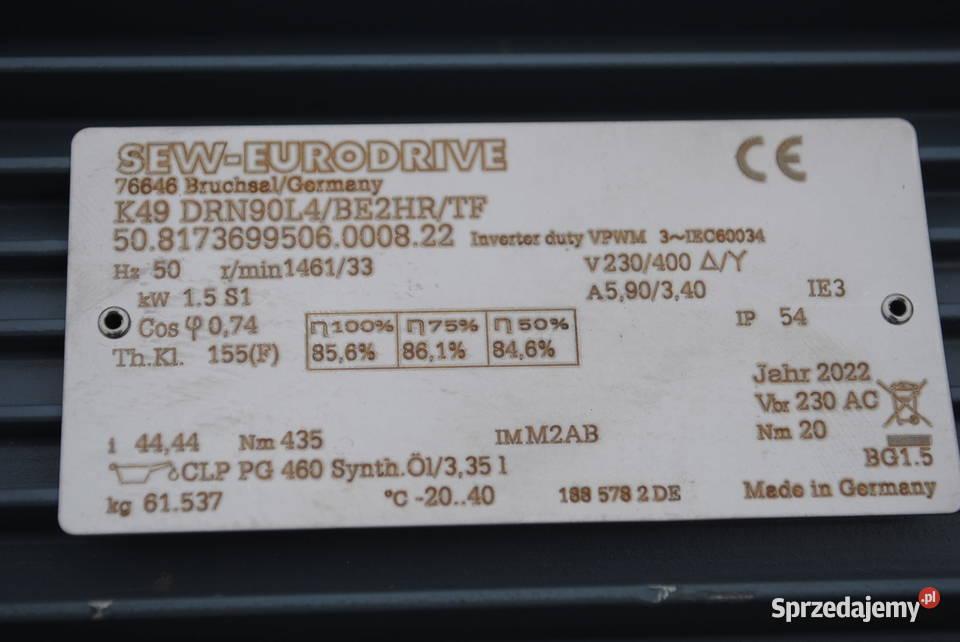 SEW-EURODRIVE CE
76646 Bruchsal/Germany
K49 DRN90L4/BE2HR/TF
50.8173699506.0008.22 Inverter duty VPWM 3~IEC60034
Hz 50 r/min 1461/33 V 230/400 Δ/Y
kW 1.5 S1 A 5,90/3,40 IE3
Cos φ 0,74 η 100% η 75% η 50% IP 54
Th.Kl. 155(F) 85,6% 86,1% 84,6%
Jahr 2022
Vbr 230 AC
i 44,44 Nm 435 IM M2AB Nm 20
CLP PG 460 Synth.Öl/3,35 l BG1.5
kg 61.537 °C -20..40 188 578 2 DE Made in Germany
Sprzedajemy.pl